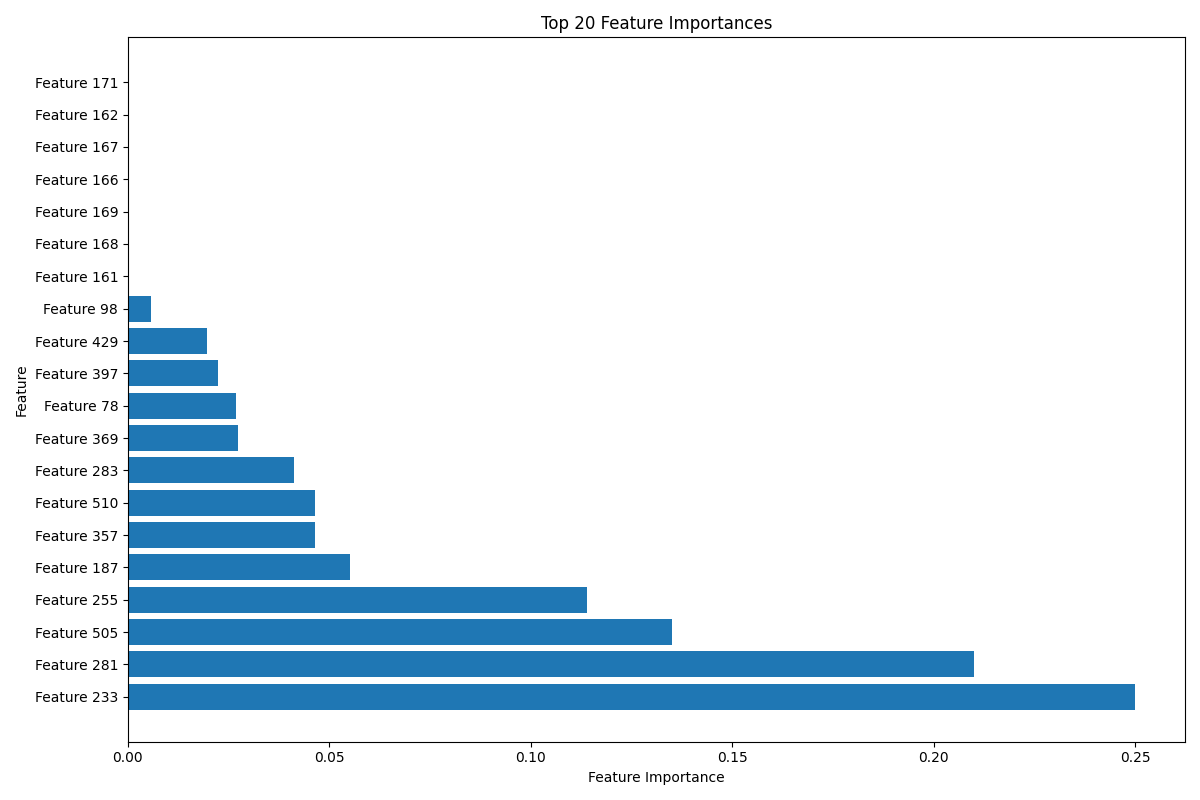 Top 20 Feature Importances
Feature
Feature 171
Feature 162
Feature 167
Feature 166
Feature 169
Feature 168
Feature 161
Feature 98
Feature 429
Feature 397
Feature 78
Feature 369
Feature 283
Feature 510
Feature 357
Feature 187
Feature 255
Feature 505
Feature 281
Feature 233
0.00 0.05 0.10 0.15 0.20 0.25
Feature Importance